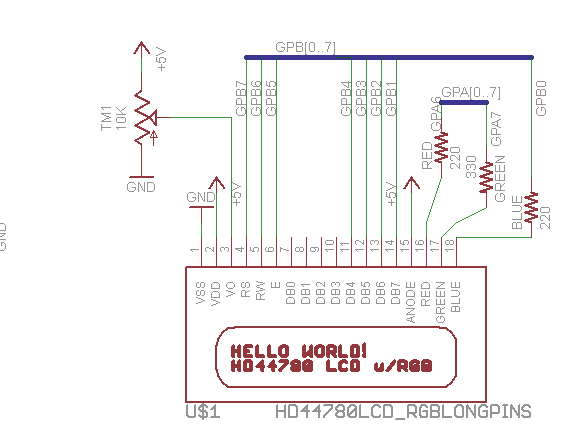 GPB[0..7]
+5V
TM1
10K
GND
GPB7
GPB6
GPB5
GPB4
GPB3
GPB2
GPB1
GPB0
GPA[0..7]
GPA6
GPA7
RED
220
330
GREEN
BLUE
220
GND
+5V
+5V
GND
1
2
3
4
5
6
7
8
9
10
11
12
13
14
15
16
17
18
VSS
VDD
VO
RS
RW
E
DB0
DB1
DB2
DB3
DB4
DB5
DB6
DB7
ANODE
RED
GREEN
BLUE
HELLO WORLD!
HD44780 LCD w/RGB
U$1
HD44780LCD_RGBLONGPINS